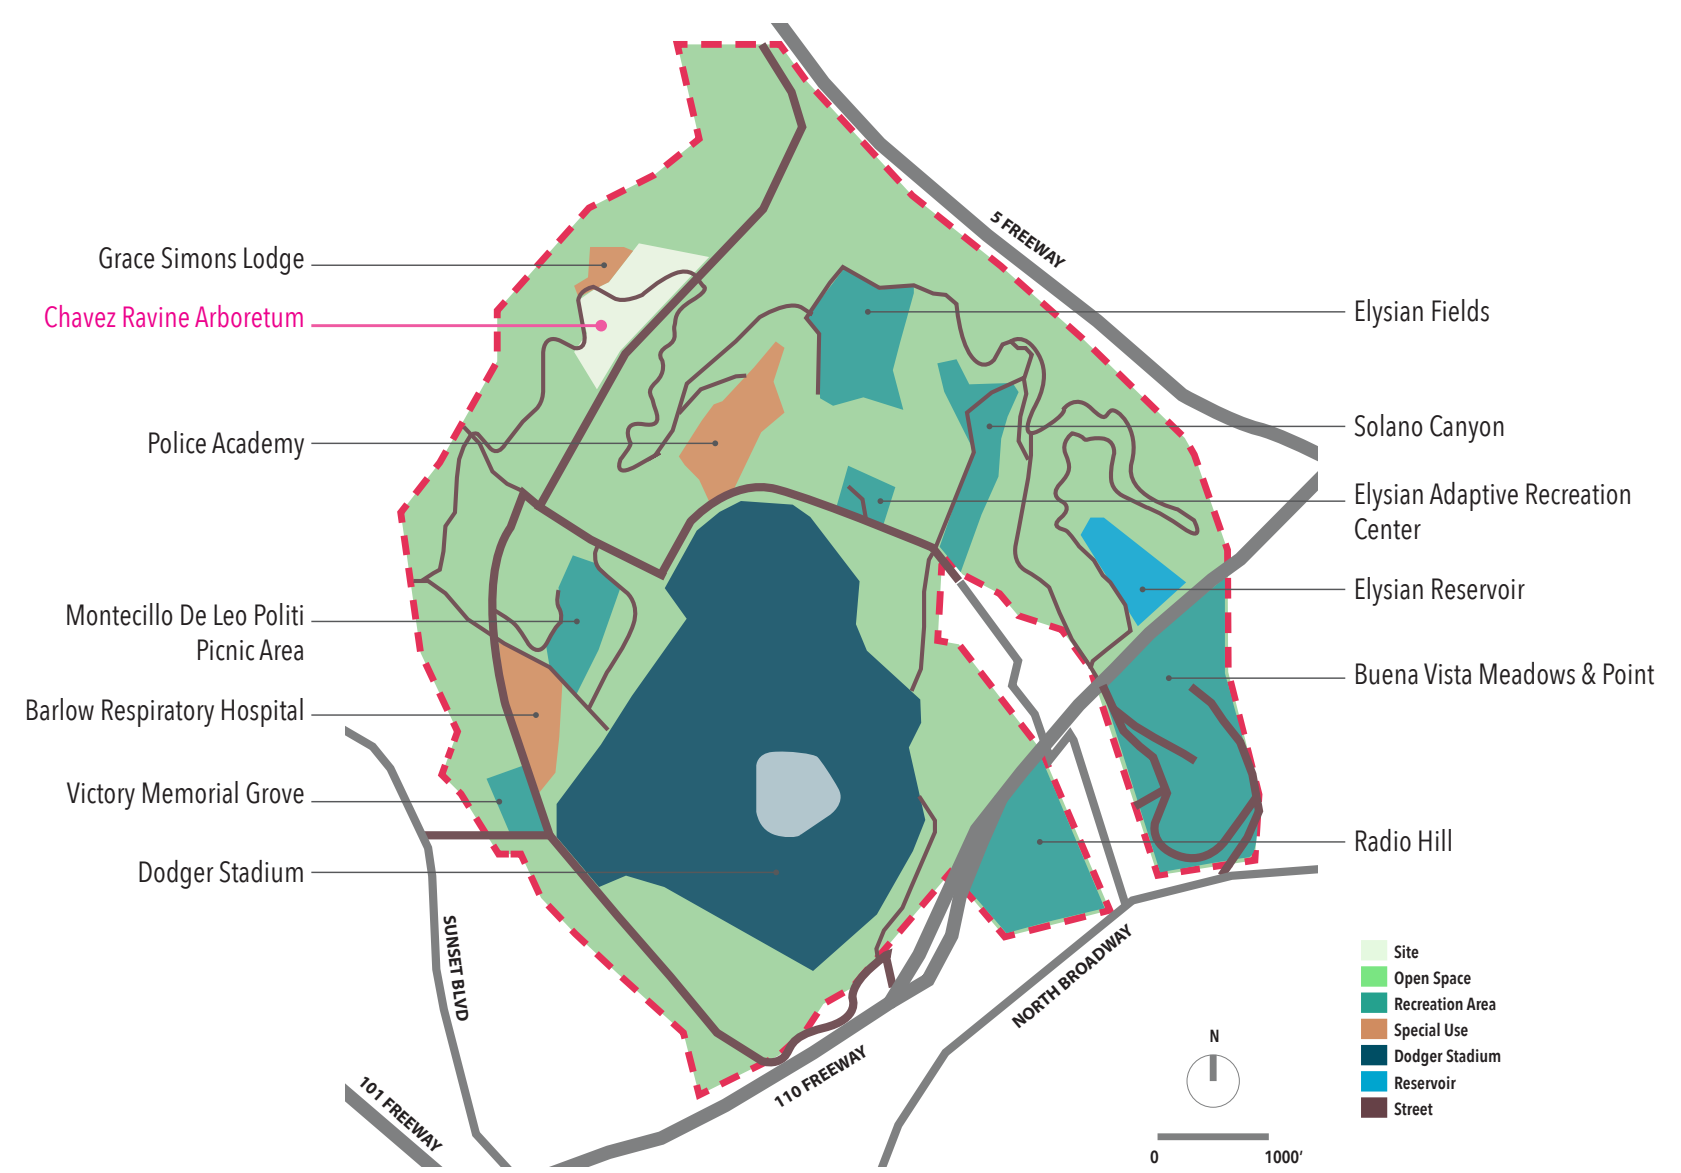 Grace Simons Lodge
Chavez Ravine Arboretum
Police Academy
Montecillo De Leo Politi
Picnic Area
Barlow Respiratory Hospital
Victory Memorial Grove
Dodger Stadium
5 FREEWAY
Elysian Fields
Solano Canyon
Elysian Adaptive Recreation
Center
Elysian Reservoir
Buena Vista Meadows & Point
Radio Hill
SUNSET BLVD
101 FREEWAY
110 FREEWAY
NORTH BROADWAY
Site
Open Space
Recreation Area
Special Use
Dodger Stadium
Reservoir
Street
N
0 1000'